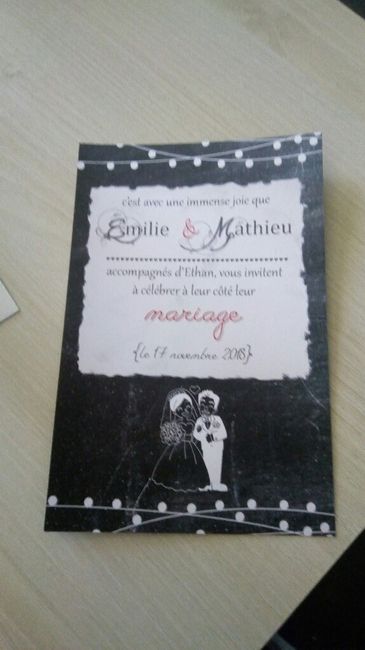 c'est avec une immense joie que
Emilie & Mathieu
accompagnés d'Ethan, vous invitent
à célébrer à leur côté leur
mariage
{le 17 novembre 2018}